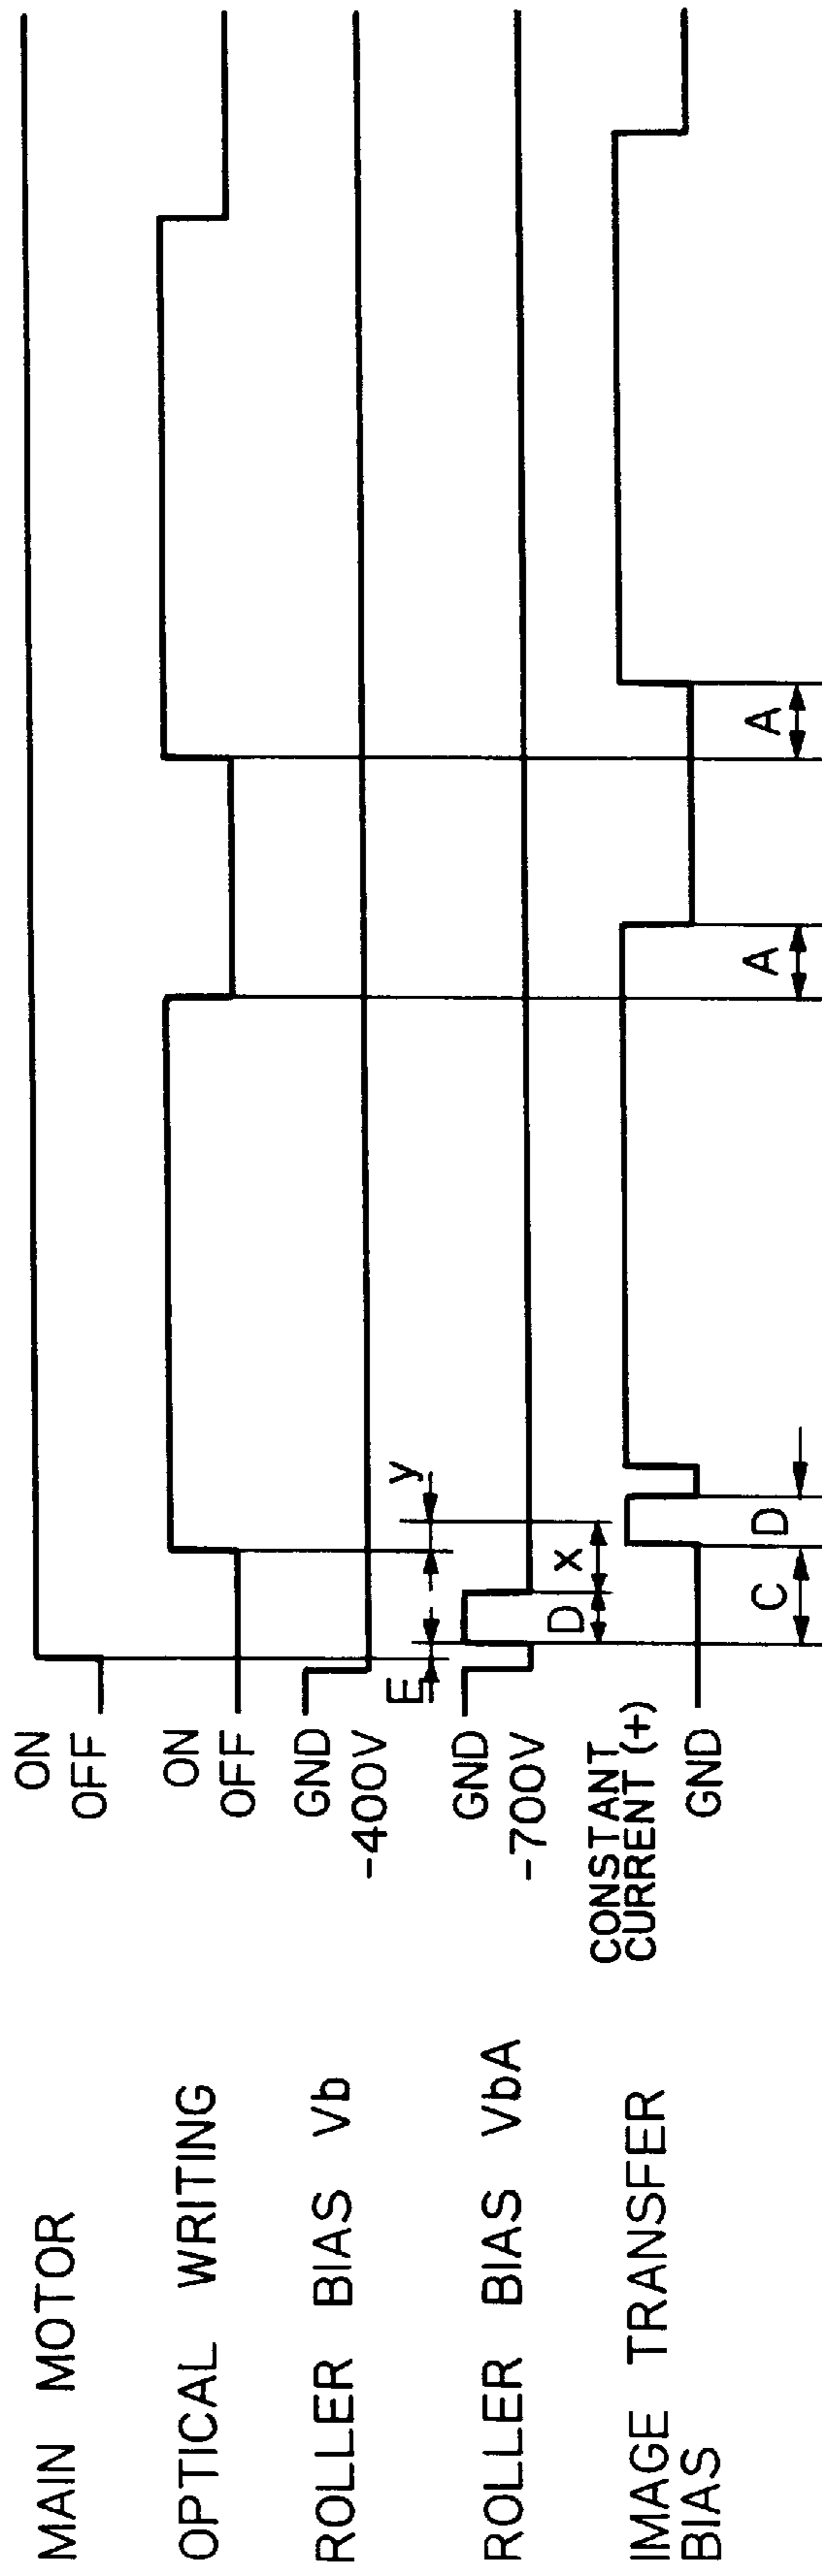 MAIN MOTOR
ON
OFF
OPTICAL WRITING
ON
OFF
ROLLER BIAS Vb
GND
-400V
E
y
ROLLER BIAS VbA
GND
-700V
D
x
IMAGE TRANSFER
BIAS
CONSTANT
CURRENT (+)
GND
C
D
A
A